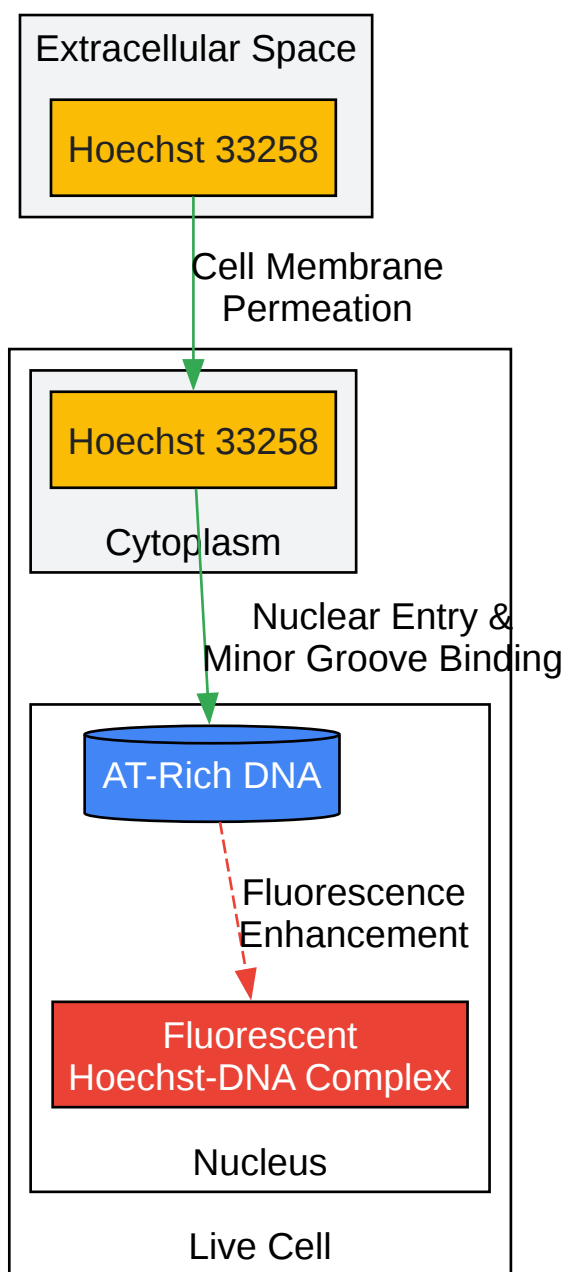 Extracellular Space
Hoechst 33258
Cell Membrane
Permeation
Hoechst 33258
Cytoplasm
Nuclear Entry &
Minor Groove Binding
AT-Rich DNA
Fluorescence
Enhancement
Fluorescent
Hoechst-DNA Complex
Nucleus
Live Cell